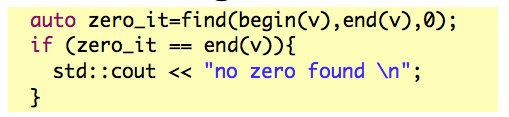 auto zero_it=find(begin(v),end(v),0);
if (zero_it == end(v)){
  std::cout << "no zero found \n";
}